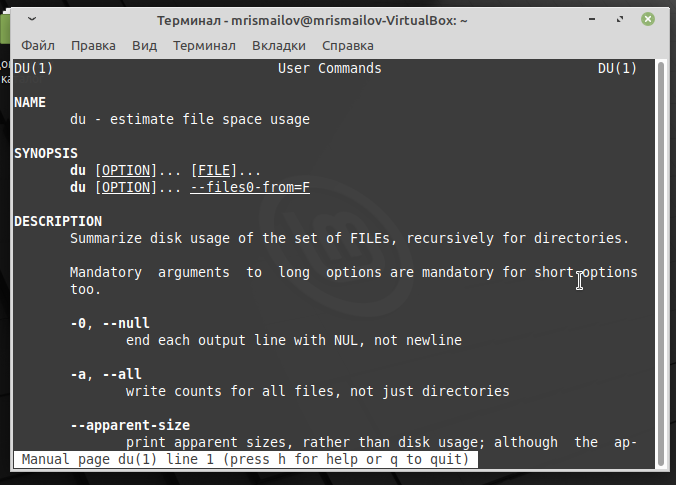 Терминал - mrismailov@mrismailov-VirtualBox: ~
Файл Правка Вид Терминал Вкладки Справка
DU(1) User Commands DU(1)
NAME
du - estimate file space usage
SYNOPSIS
du [OPTION]... [FILE]...
du [OPTION]... --files0-from=F
DESCRIPTION
Summarize disk usage of the set of FILEs, recursively for directories.
Mandatory arguments to long options are mandatory for short options
too.
-0, --null
end each output line with NUL, not newline
-a, --all
write counts for all files, not just directories
--apparent-size
print apparent sizes, rather than disk usage; although the ap-
Manual page du(1) line 1 (press h for help or q to quit)